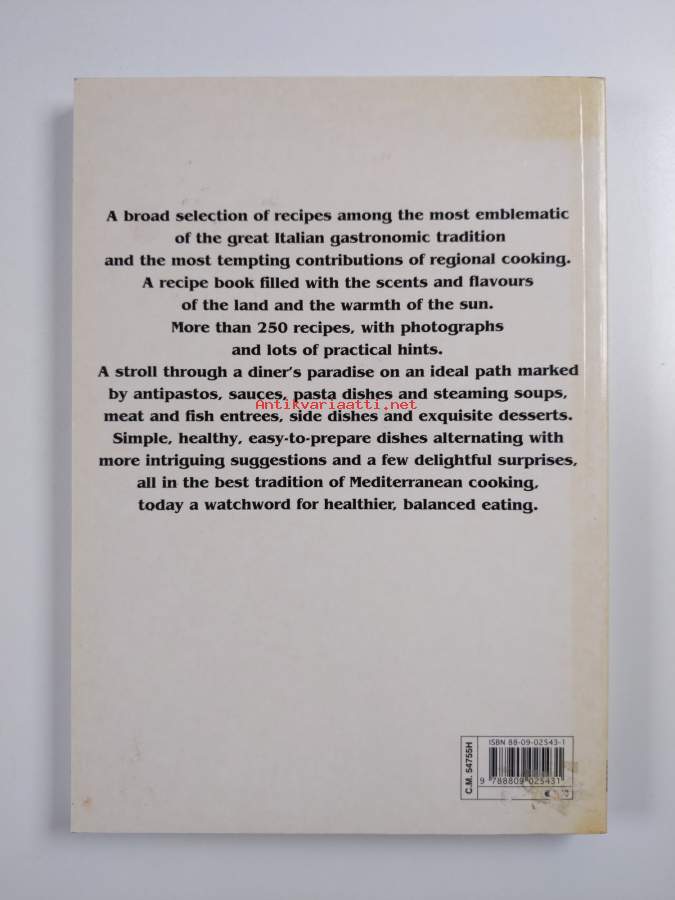 A broad selection of recipes among the most emblematic
of the great Italian gastronomic tradition
and the most tempting contributions of regional cooking.
A recipe book filled with the scents and flavours
of the land and the warmth of the sun.
More than 250 recipes, with photographs
and lots of practical hints.
A stroll through a diner's paradise on an ideal path marked
by antipastos, sauces, pasta dishes and steaming soups,
Antikvariaatti.net
meat and fish entrees, side dishes and exquisite desserts.
Simple, healthy, easy-to-prepare dishes alternating with
more intriguing suggestions and a few delightful surprises,
all in the best tradition of Mediterranean cooking,
today a watchword for healthier, balanced eating.
C.M. 54755H
ISBN 88-09-02543-1
9 788809 025431